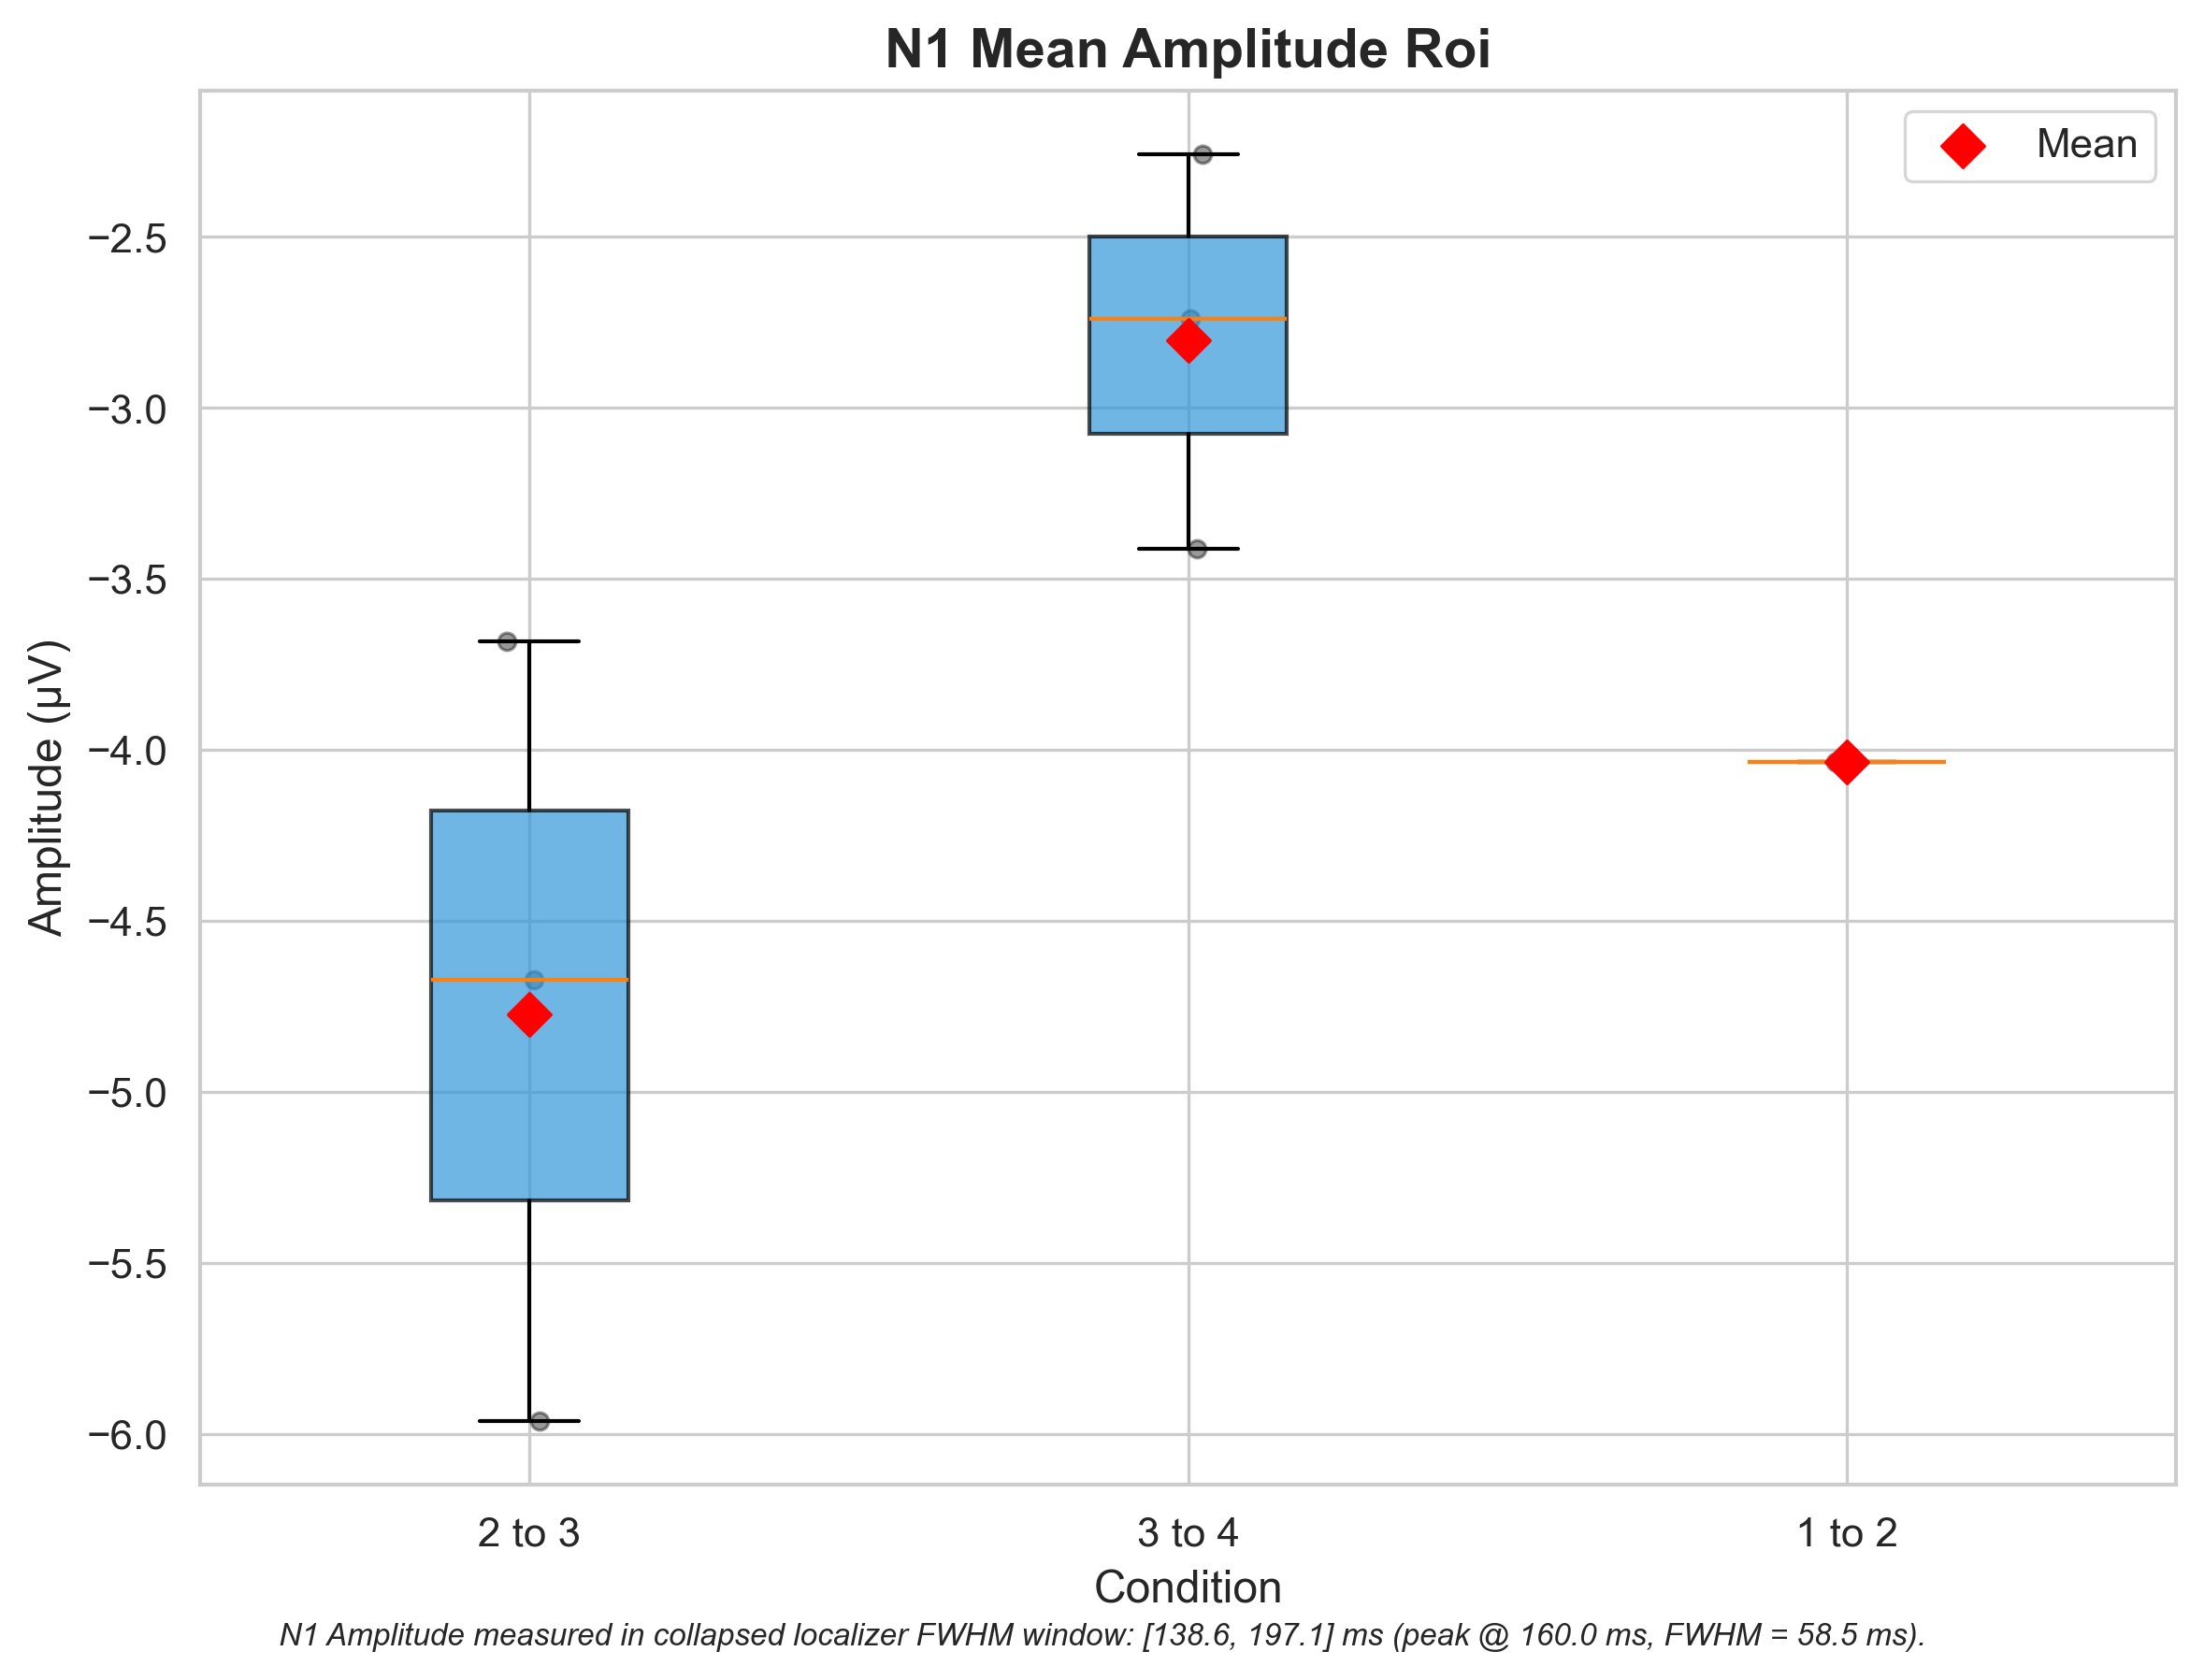 N1 Mean Amplitude Roi
Mean
Amplitude (µV)
−2.5
−3.0
−3.5
−4.0
−4.5
−5.0
−5.5
−6.0
2 to 3
3 to 4
1 to 2
Condition
N1 Amplitude measured in collapsed localizer FWHM window: [138.6, 197.1] ms (peak @ 160.0 ms, FWHM = 58.5 ms).